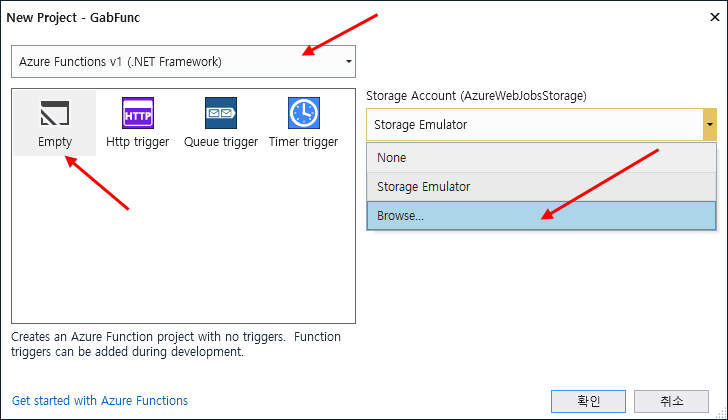 New Project - GabFunc
Azure Functions v1 (.NET Framework)
Empty
HTTP
Http trigger
Queue trigger
Timer trigger
Storage Account (AzureWebJobsStorage)
Storage Emulator
None
Storage Emulator
Browse...
Creates an Azure Function project with no triggers.  Function
triggers can be added during development.
Get started with Azure Functions
확인
취소